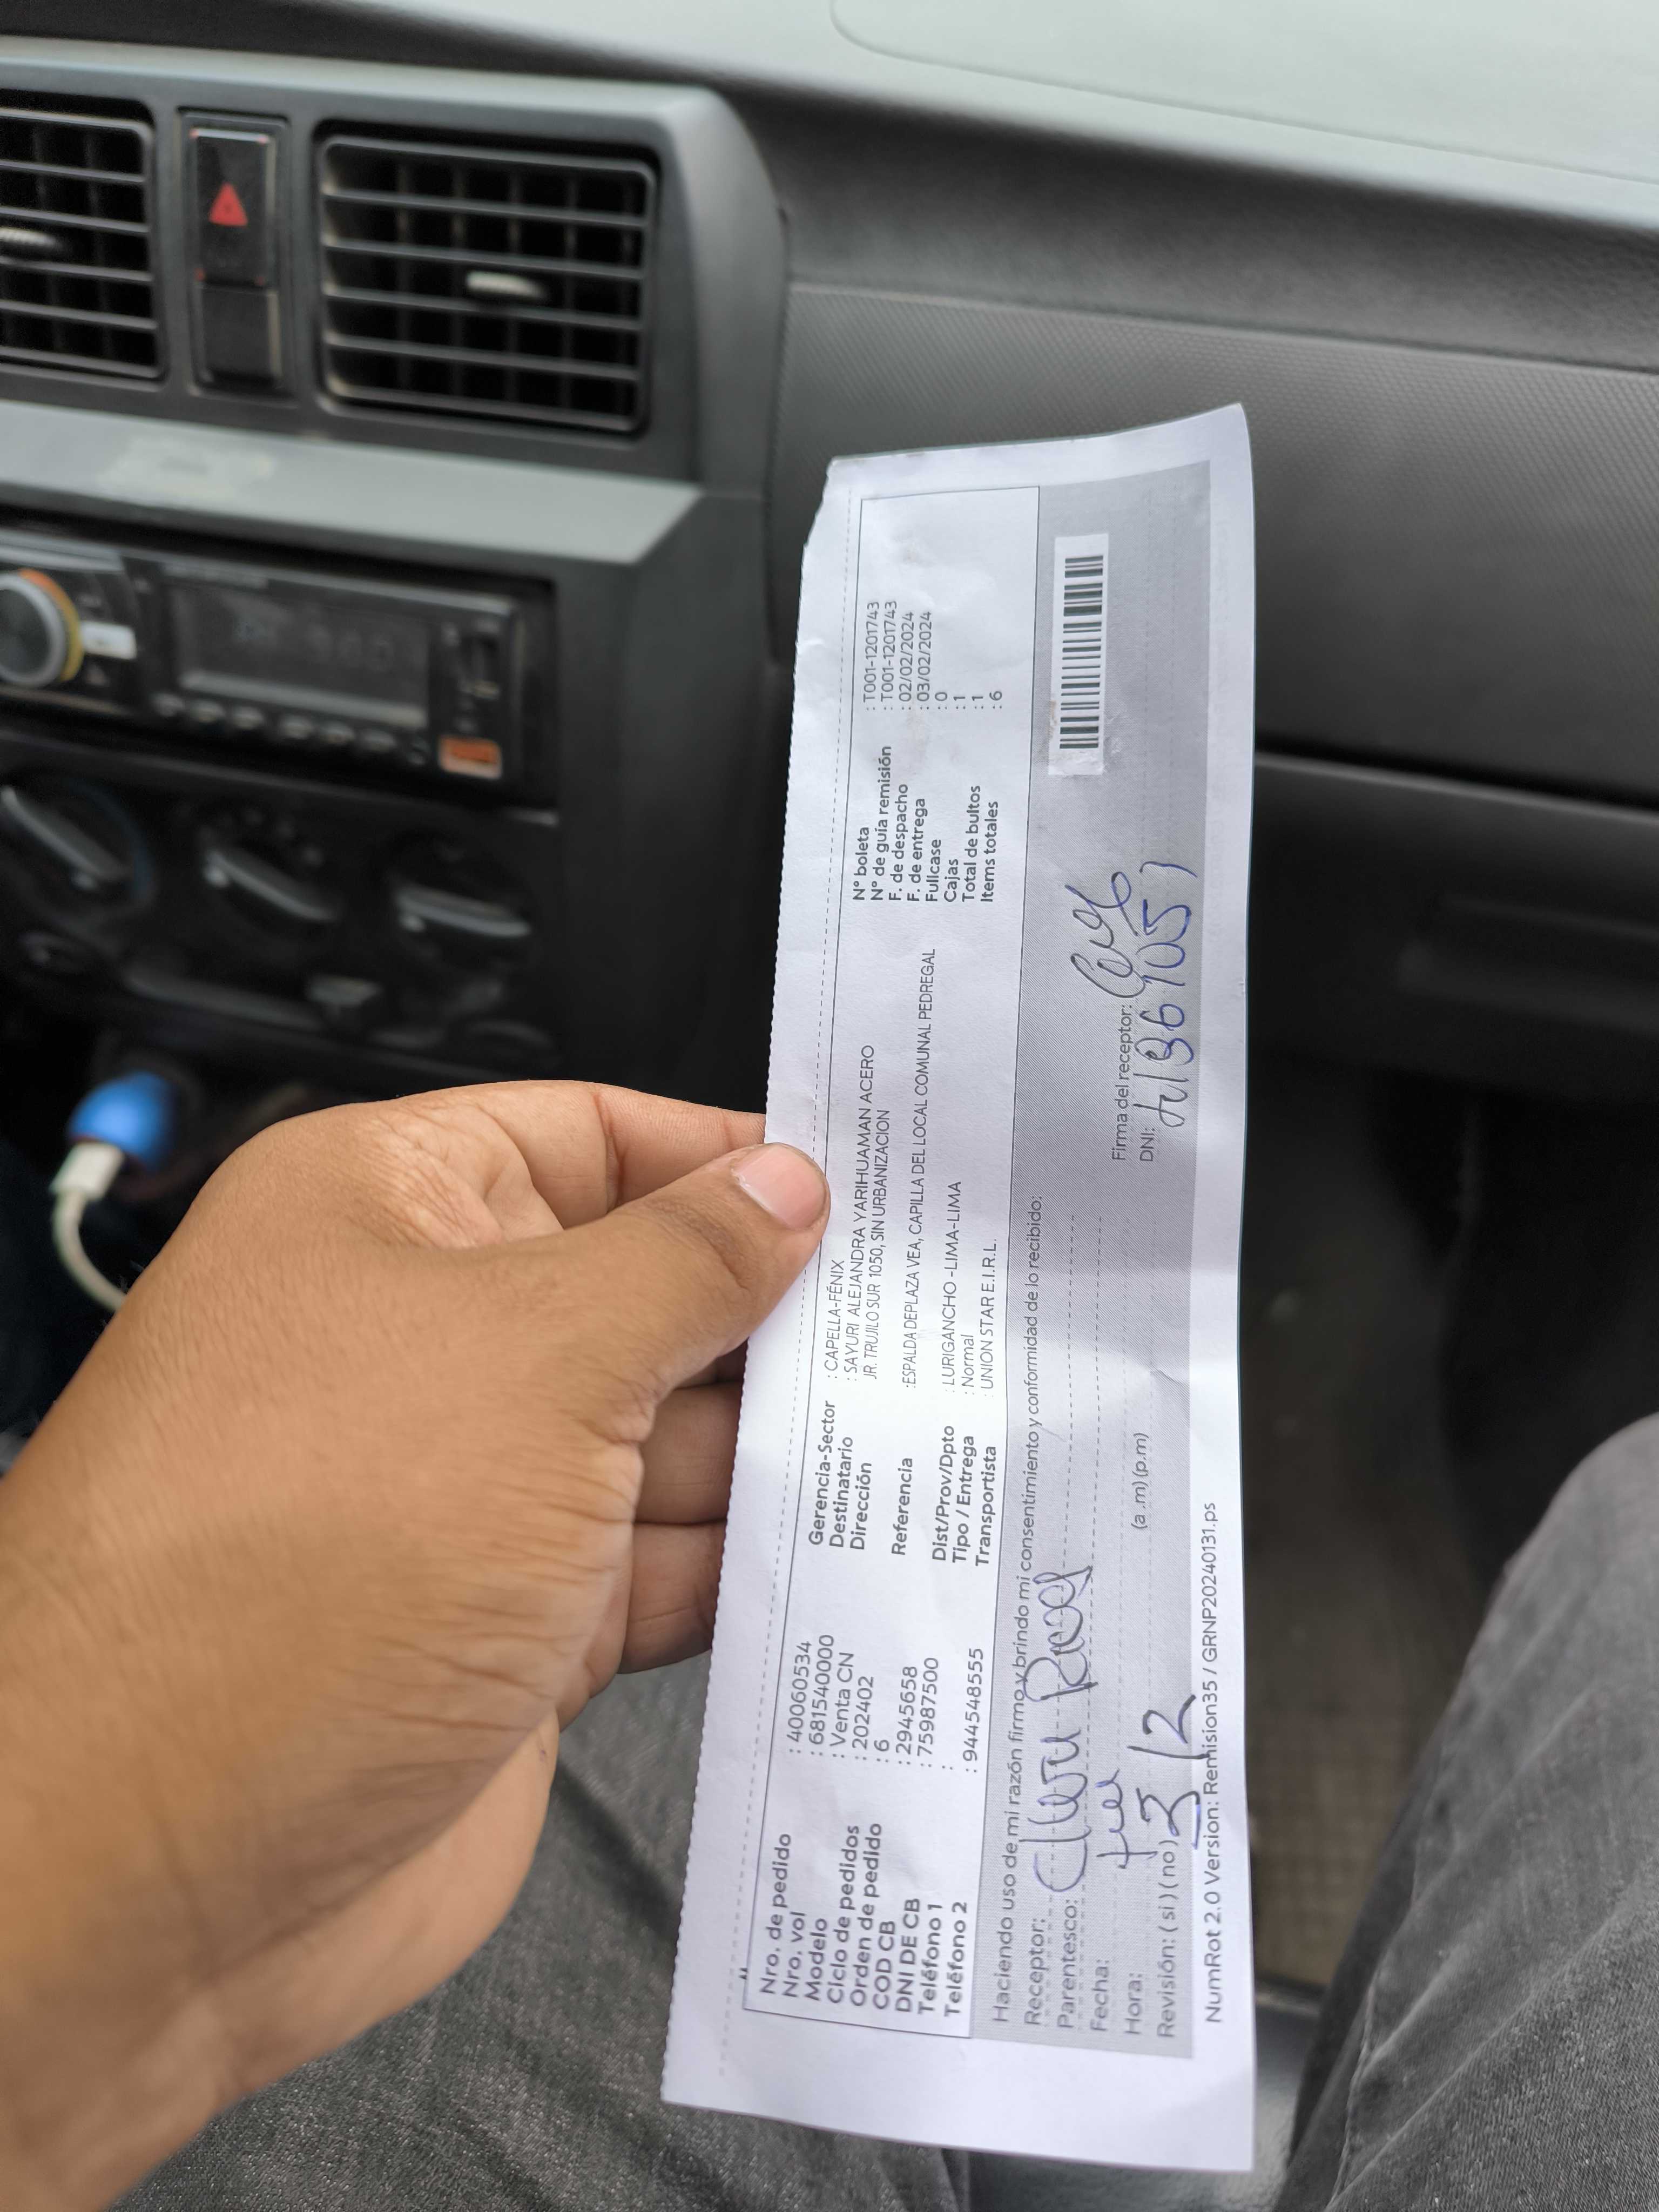 Nro. de pedido : 40060534
Nro. vol : 681540000
Modelo : Venta CN
Ciclo de pedidos : 202402
Orden de pedido : 6
COD CB : 2945658
DNI DE CB : 75987500
Teléfono 1 :
Teléfono 2 : 944548555
Gerencia-Sector : CAPELLA-FÉNIX
Destinatario : SAYURI ALEJANDRA YARIHUAMAN ACERO
Dirección JR. TRUJILO SUR 1050, SIN URBANIZACION
Referencia :ESPALDA DEPLAZA VEA, CAPILLA DEL LOCAL COMUNAL PEDREGAL
Dist/Prov/Dpto : LURIGANCHO -LIMA-LIMA
Tipo / Entrega : Normal
Transportista : UNION STAR E.I.R.L.
N° boleta : T001-1201743
N° de guía remisión : T001-1201743
F. de despacho : 02/02/2024
F. de entrega : 03/02/2024
Fullcase : 0
Cajas : 1
Total de bultos : 1
Items totales : 6
Haciendo uso de mi razón firmo y brindo mi consentimiento y conformidad de lo recibido:
Receptor:
Parentesco:
Fecha:
Hora: (a .m) (p.m)
Revisión: ( si ) ( no ) 3/2
Firma del receptor:
DNI:
NumRot 2.0 Version: Remision35 / GRNP20240131.ps